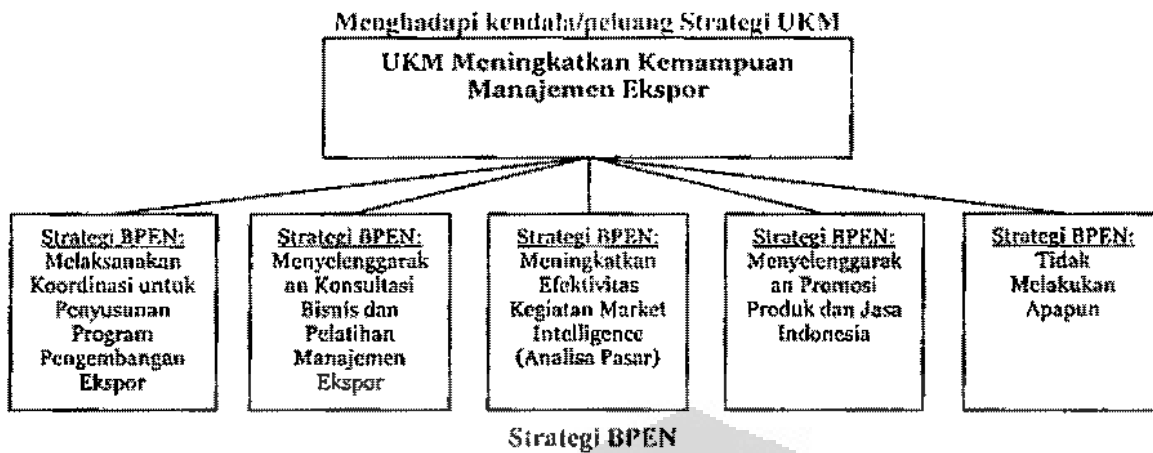 Menghadapi kendala/peluang Strategi UKM
UKM Meningkatkan Kemampuan
Manajemen Ekspor
Strategi BPEN:
Melaksanakan
Koordinasi untuk
Penyusunan
Program
Pengembangan
Ekspor
Strategi BPEN:
Menyelenggarak
an Konsultasi
Bisnis dan
Pelatihan
Manajemen
Ekspor
Strategi BPEN:
Meningkatkan
Efektivitas
Kegiatan Market
Intelligence
(Analisa Pasar)
Strategi BPEN:
Menyelenggarak
an Promosi
Produk dan Jasa
Indonesia
Strategi BPEN:
Tidak
Melakukan
Apapun
Strategi BPEN